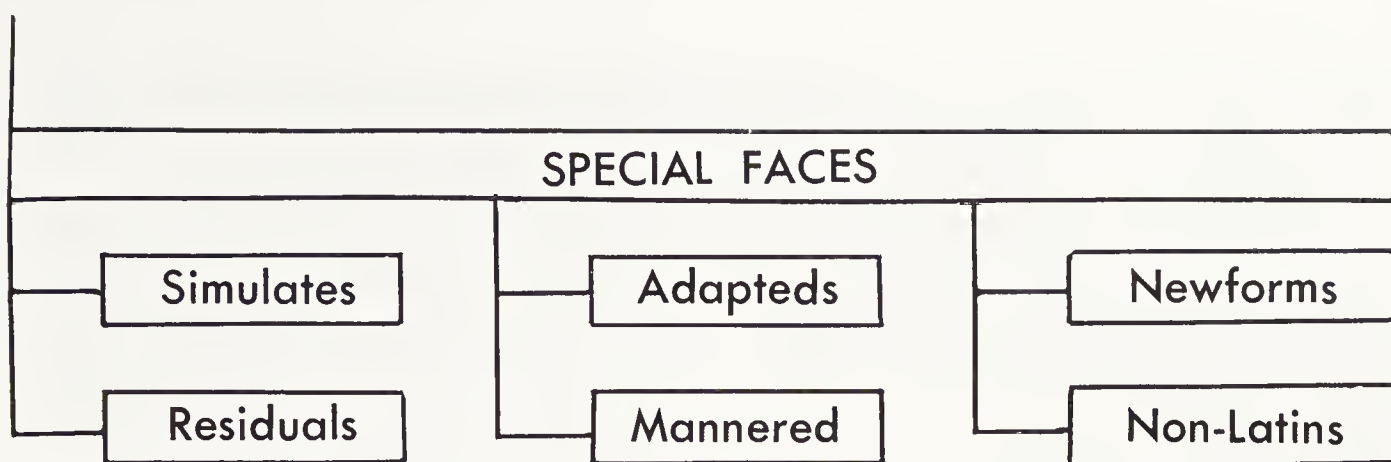 SPECIAL FACES
Simulates
Adapteds
Newforms
Residuals
Mannered
Non-Latins